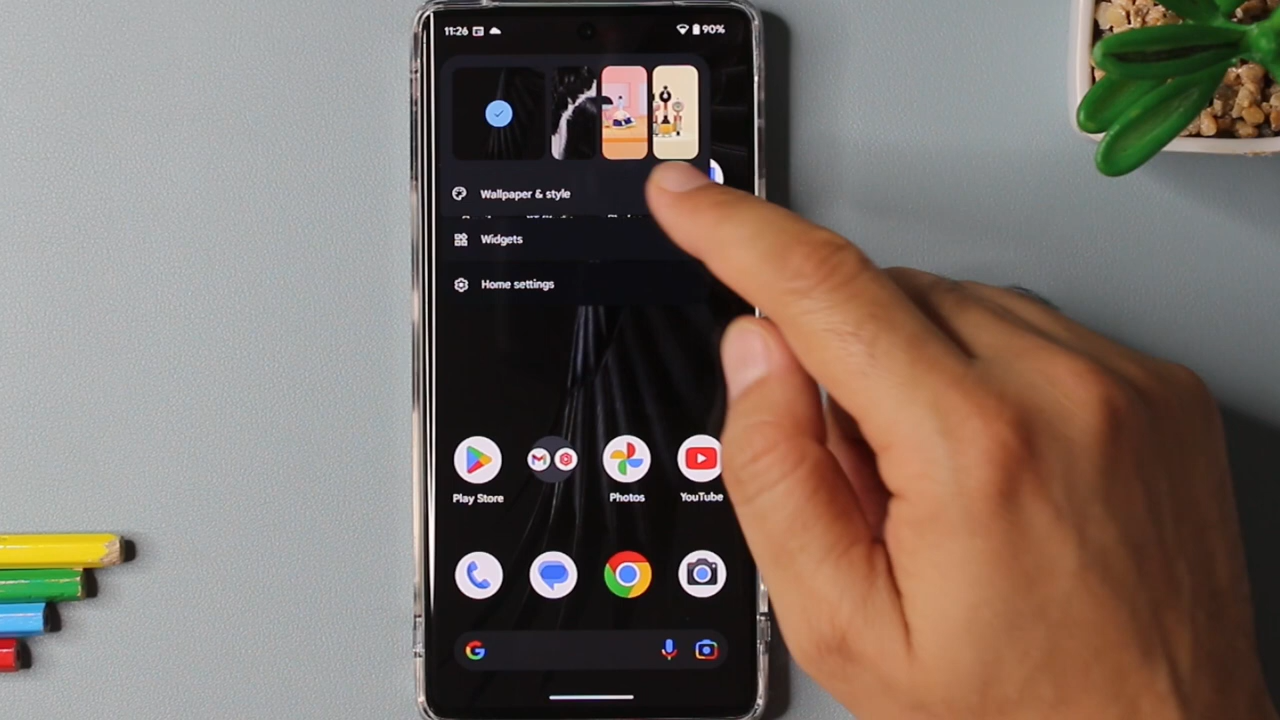 11:26
90%
Wallpaper & style
Widgets
Home settings
Play Store
Photos
YouTube